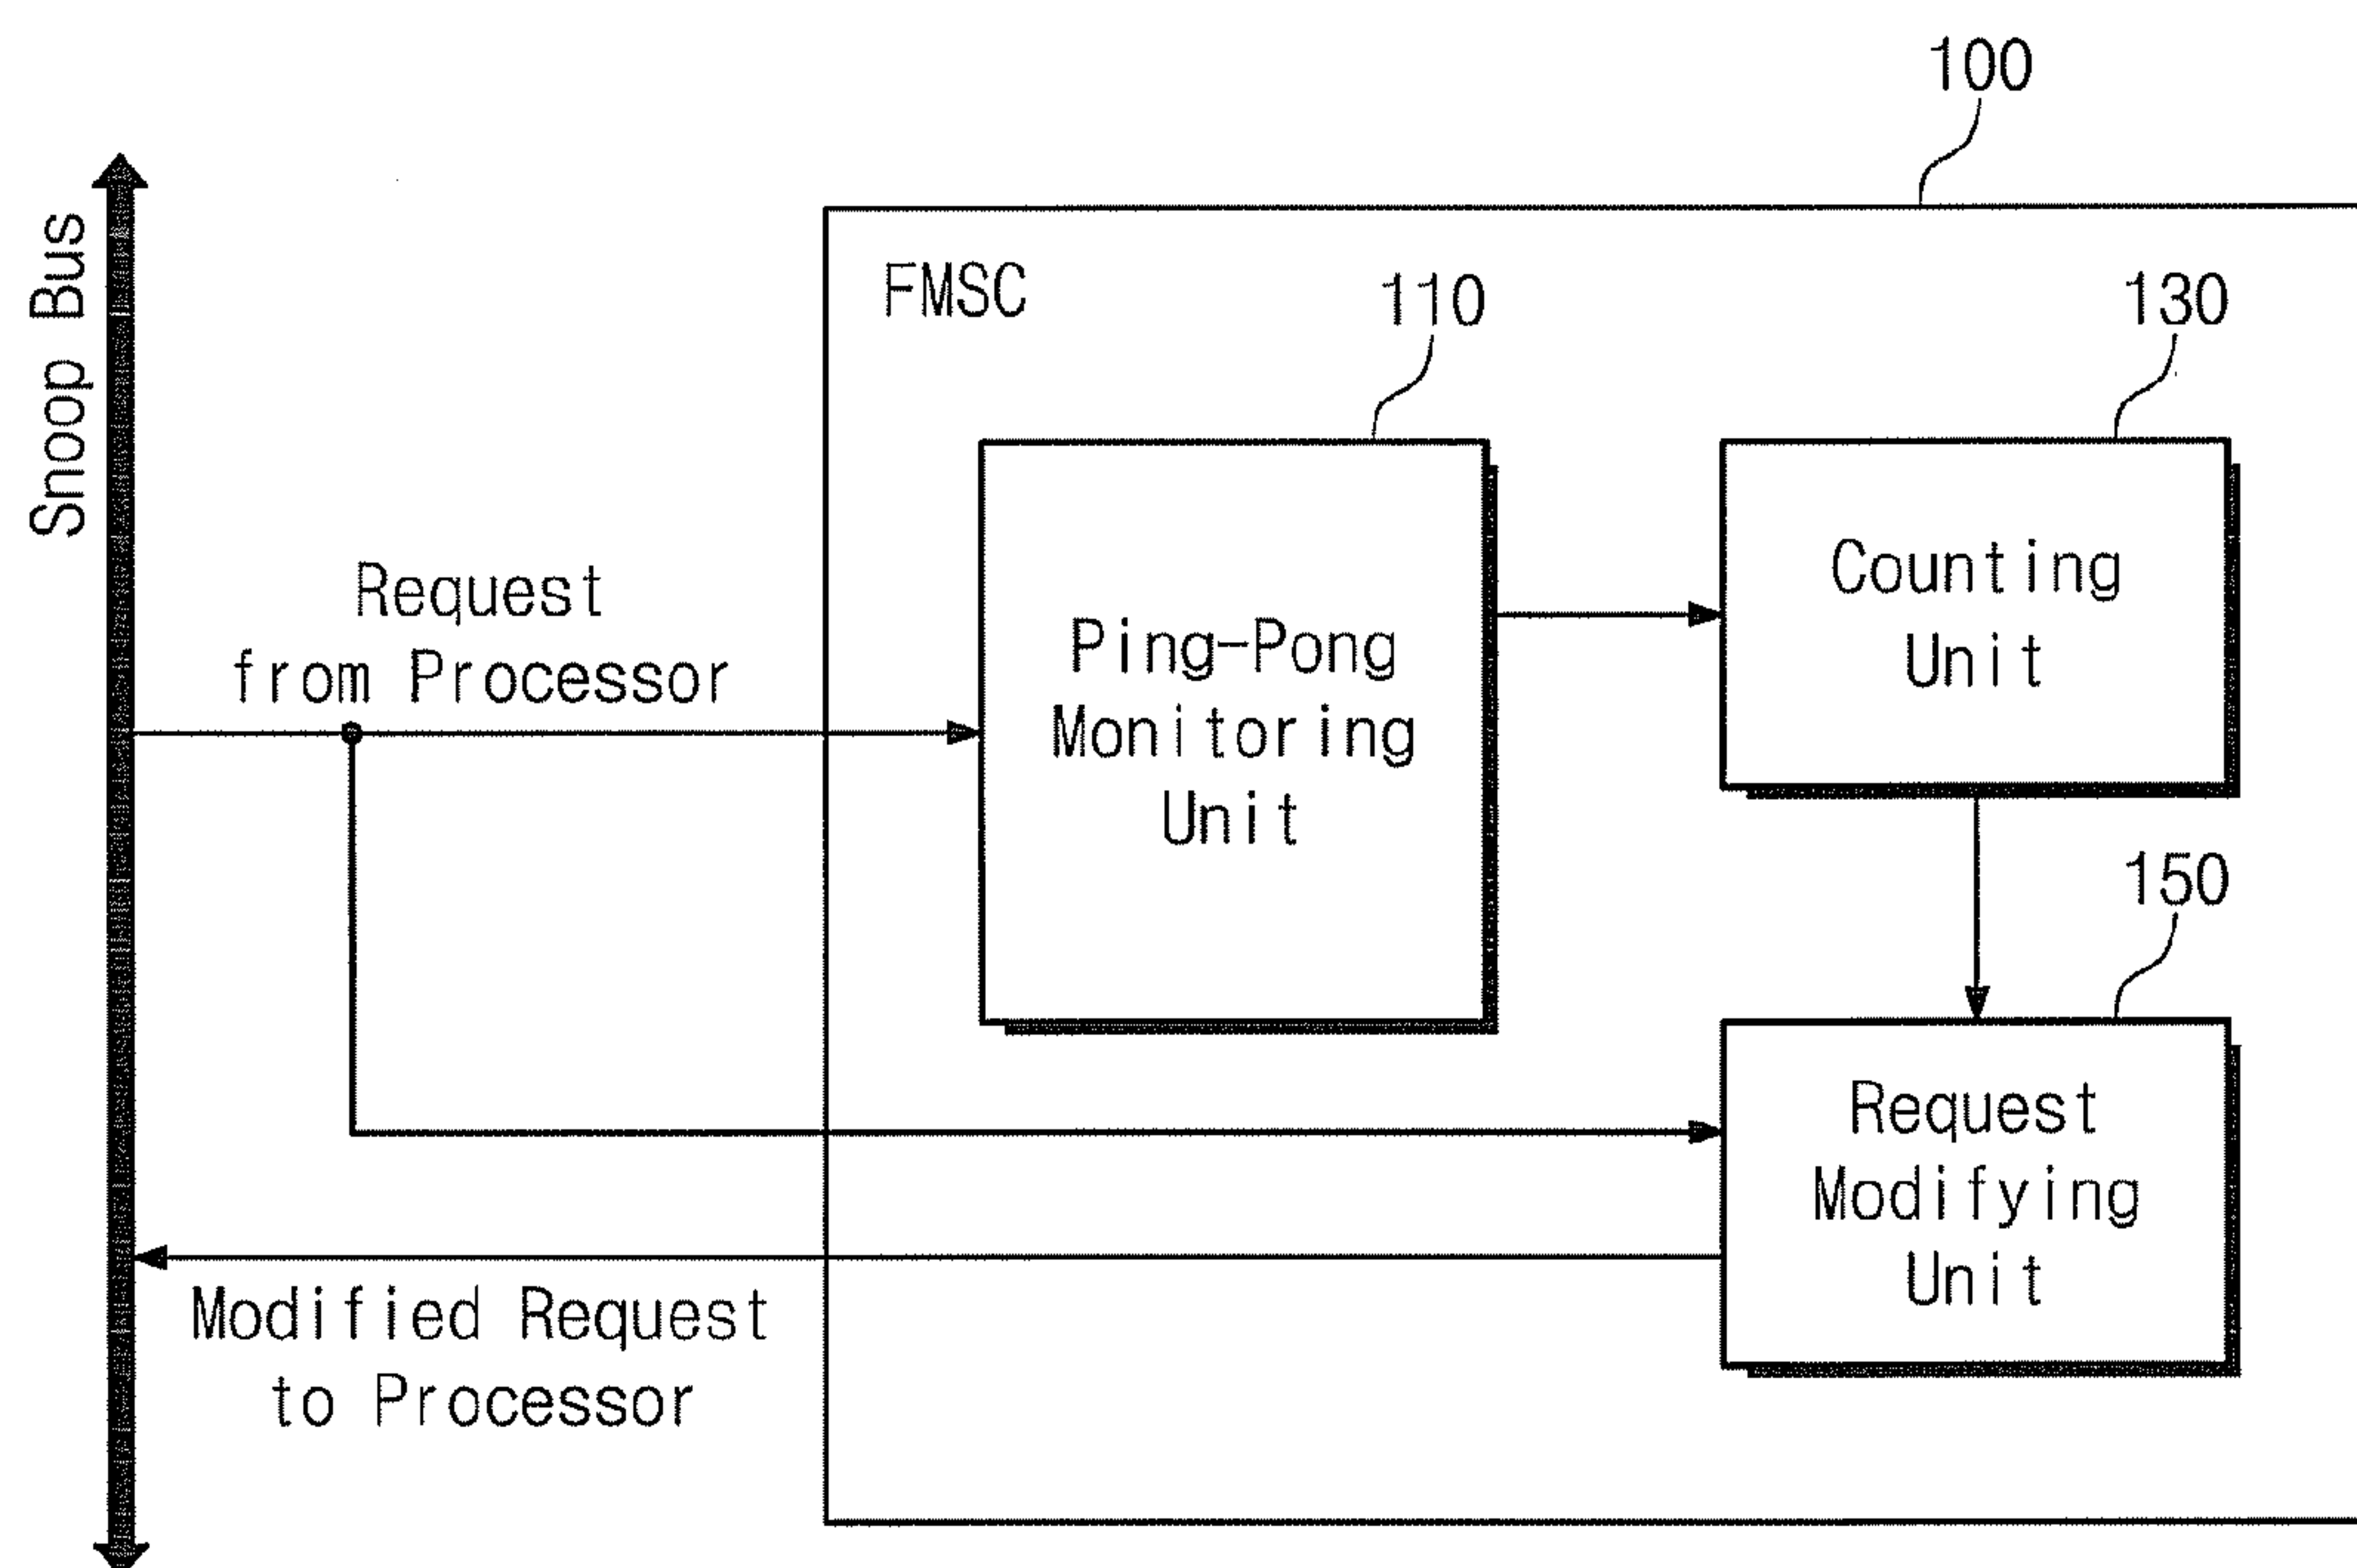 100
Snoop Bus
FMSC
110
130
Request
from Processor
Ping-Pong
Monitoring
Unit
Counting
Unit
150
Request
Modifying
Unit
Modified Request
to Processor